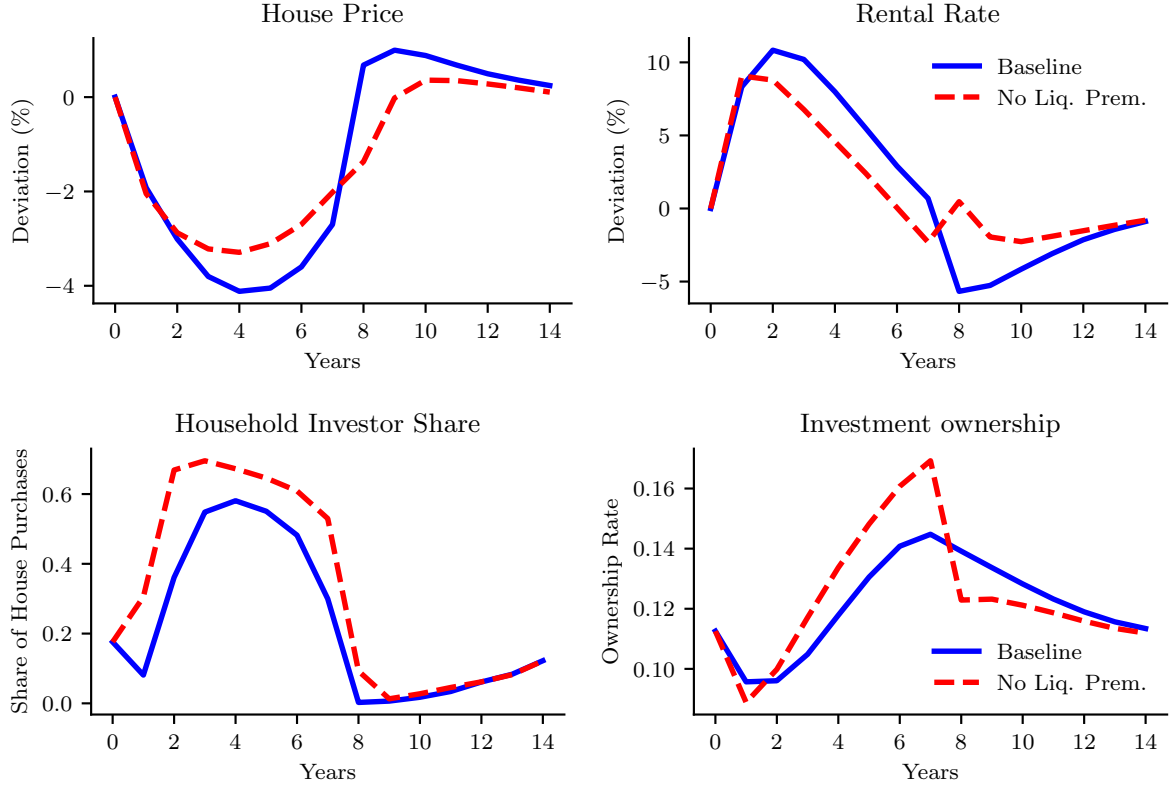 House Price
Deviation (%)
0
−2
−4
0 2 4 6 8 10 12 14
Years
Rental Rate
Deviation (%)
10
5
0
−5
Baseline
No Liq. Prem.
0 2 4 6 8 10 12 14
Years
Household Investor Share
Share of House Purchases
0.6
0.4
0.2
0.0
0 2 4 6 8 10 12 14
Years
Investment ownership
Ownership Rate
0.16
0.14
0.12
0.10
Baseline
No Liq. Prem.
0 2 4 6 8 10 12 14
Years